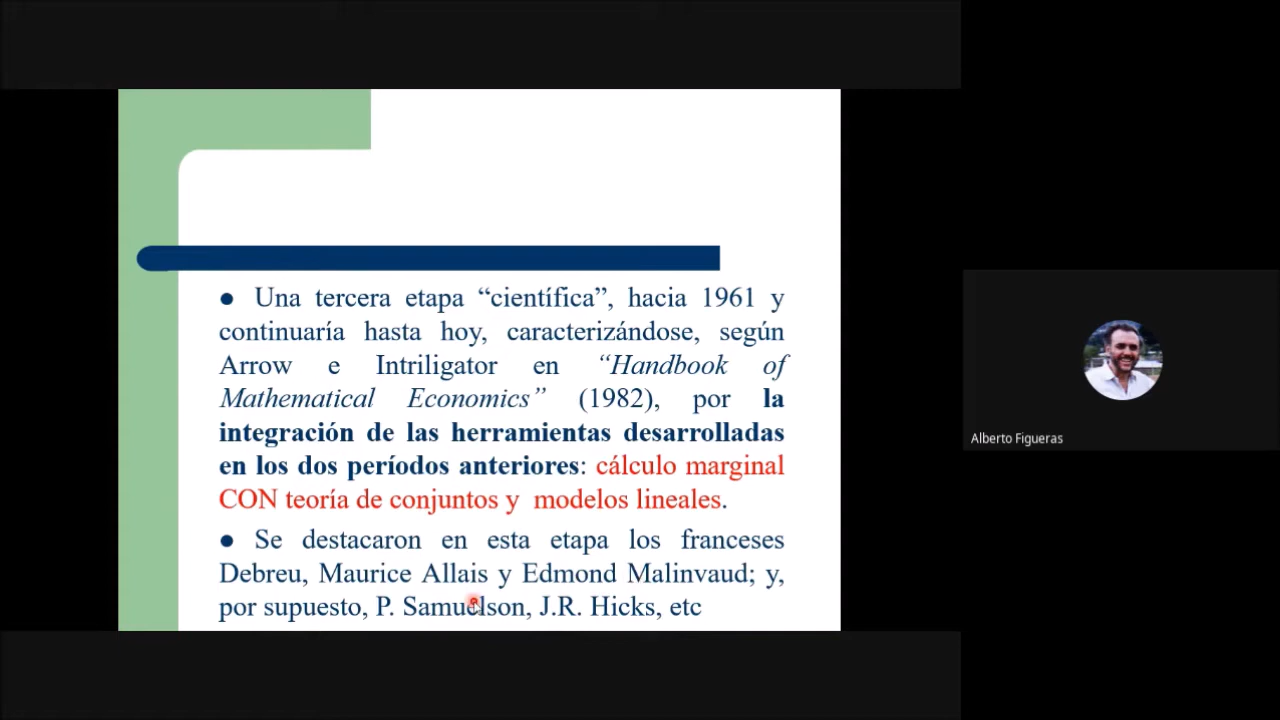 ● Una tercera etapa “científica”, hacia 1961 y
continuaría hasta hoy, caracterizándose, según
Arrow e Intriligator en “Handbook of
Mathematical Economics” (1982), por la
integración de las herramientas desarrolladas
en los dos períodos anteriores: cálculo marginal
CON teoría de conjuntos y modelos lineales.
● Se destacaron en esta etapa los franceses
Debreu, Maurice Allais y Edmond Malinvaud; y,
por supuesto, P. Samuelson, J.R. Hicks, etc
Alberto Figueras